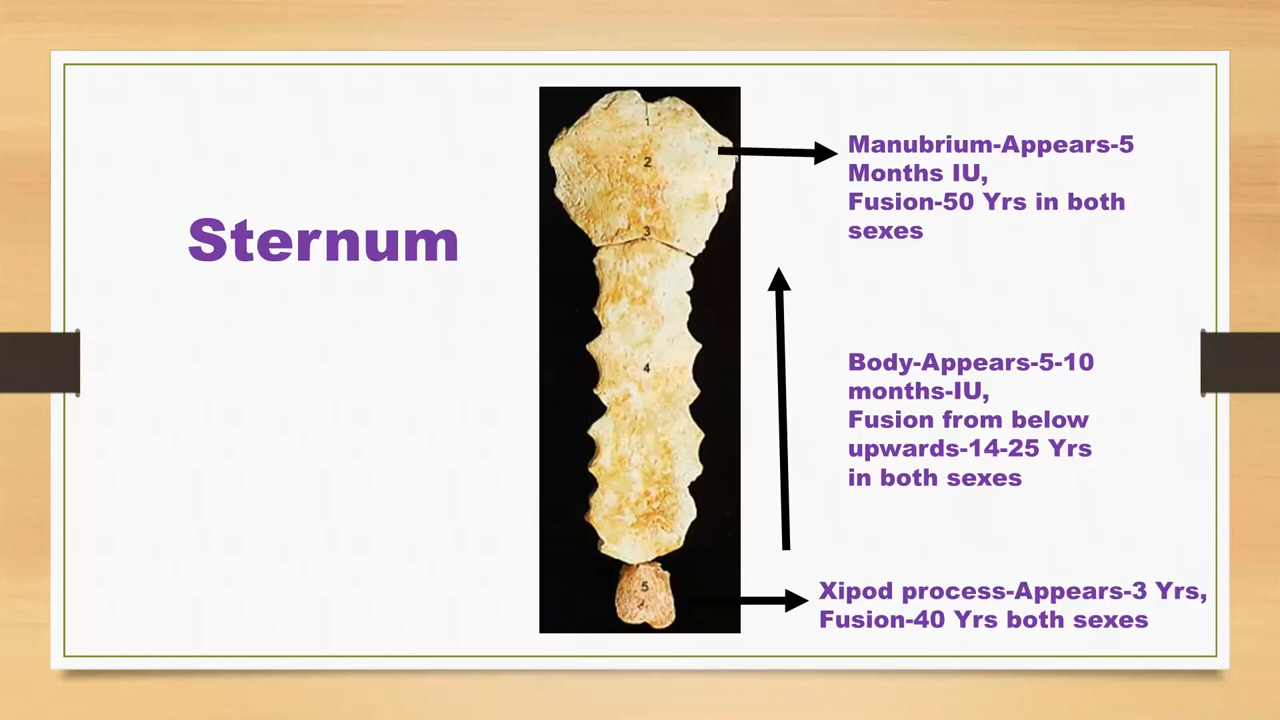 Sternum
1
2
3
4
5
Manubrium-Appears-5
Months IU,
Fusion-50 Yrs in both
sexes
Body-Appears-5-10
months-IU,
Fusion from below
upwards-14-25 Yrs
in both sexes
Xipod process-Appears-3 Yrs,
Fusion-40 Yrs both sexes